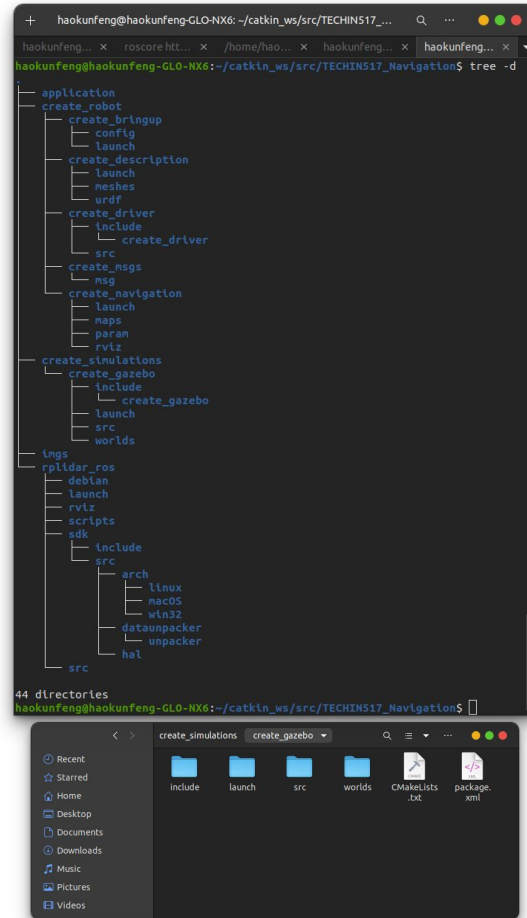 haokunfeng@haokunfeng-GLO-NX6: ~/catkin_ws/src/TECHIN517_...
haokunfeng... × roscore htt... × /home/hao... × haokunfeng... × haokunfeng... ×
haokunfeng@haokunfeng-GLO-NX6:~/catkin_ws/src/TECHIN517_Navigation$ tree -d
.
├── application
├── create_robot
│   ├── create_bringup
│   │   ├── config
│   │   └── launch
│   ├── create_description
│   │   ├── launch
│   │   ├── meshes
│   │   └── urdf
│   ├── create_driver
│   │   ├── include
│   │   │   └── create_driver
│   │   └── src
│   ├── create_msgs
│   │   └── msg
│   └── create_navigation
│       ├── launch
│       ├── maps
│       ├── param
│       └── rviz
├── create_simulations
│   └── create_gazebo
│       ├── include
│       │   └── create_gazebo
│       ├── launch
│       ├── src
│       └── worlds
├── imgs
└── rplidar_ros
    ├── debian
    ├── launch
    ├── rviz
    ├── scripts
    ├── sdk
    │   ├── include
    │   └── src
    │       ├── arch
    │       │   ├── linux
    │       │   ├── macOS
    │       │   └── win32
    │       ├── dataunpacker
    │       │   └── unpacker
    │       └── hal
    └── src
44 directories
haokunfeng@haokunfeng-GLO-NX6:~/catkin_ws/src/TECHIN517_Navigation$
create_simulations create_gazebo
Recent
Starred
Home
Desktop
Documents
Downloads
Music
Pictures
Videos
include launch src worlds CMakeLists package.
.txt xml